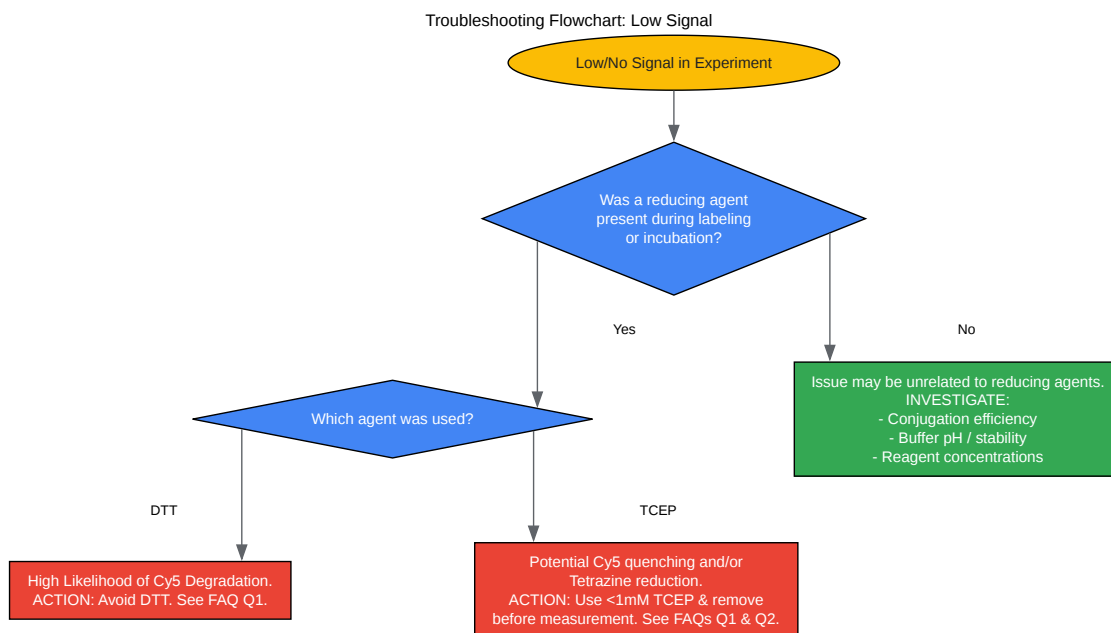 Troubleshooting Flowchart: Low Signal
Low/No Signal in Experiment
Was a reducing agent
present during labeling
or incubation?
Yes
No
Which agent was used?
Issue may be unrelated to reducing agents.
INVESTIGATE:
- Conjugation efficiency
- Buffer pH / stability
- Reagent concentrations
DTT
TCEP
High Likelihood of Cy5 Degradation.
ACTION: Avoid DTT. See FAQ Q1.
Potential Cy5 quenching and/or
Tetrazine reduction.
ACTION: Use <1mM TCEP & remove
before measurement. See FAQs Q1 & Q2.